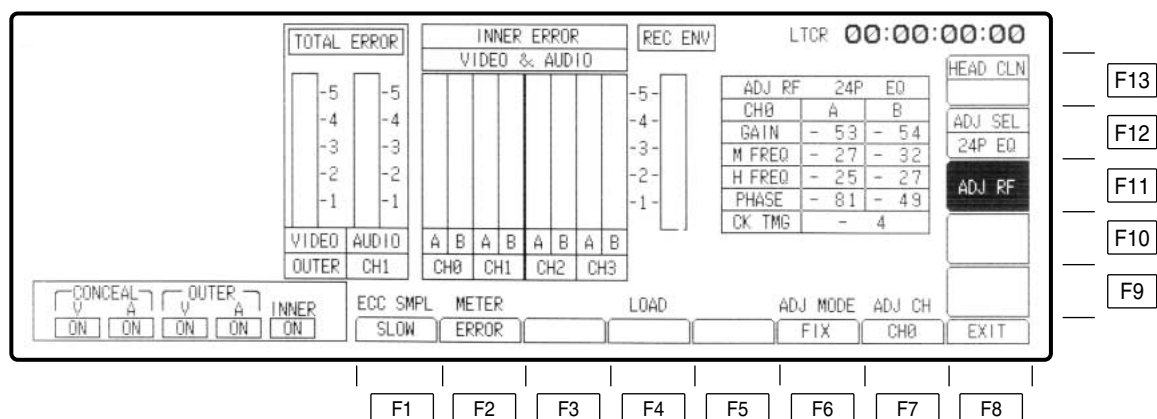 TOTAL ERROR
INNER ERROR
VIDEO & AUDIO
REC ENV
LTCR 00:00:00:00
-5 -5 -5-
-4 -4 -4-
-3 -3 -3-
-2 -2 -2-
-1 -1 -1-
VIDEO AUDIO A B A B A B A B
OUTER CH1 CH0 CH1 CH2 CH3
ADJ RF 24P EQ
CH0 A B
GAIN - 53 - 54
M FREQ - 27 - 32
H FREQ - 25 - 27
PHASE - 81 - 49
CK TMG - 4
HEAD CLN
F13
ADJ SEL
24P EQ
F12
ADJ RF
F11
F10
F9
CONCEAL OUTER
V A V A INNER
ON ON ON ON ON
ECC SMPL METER LOAD ADJ MODE ADJ CH
SLOW ERROR FIX CH0 EXIT
F1 F2 F3 F4 F5 F6 F7 F8